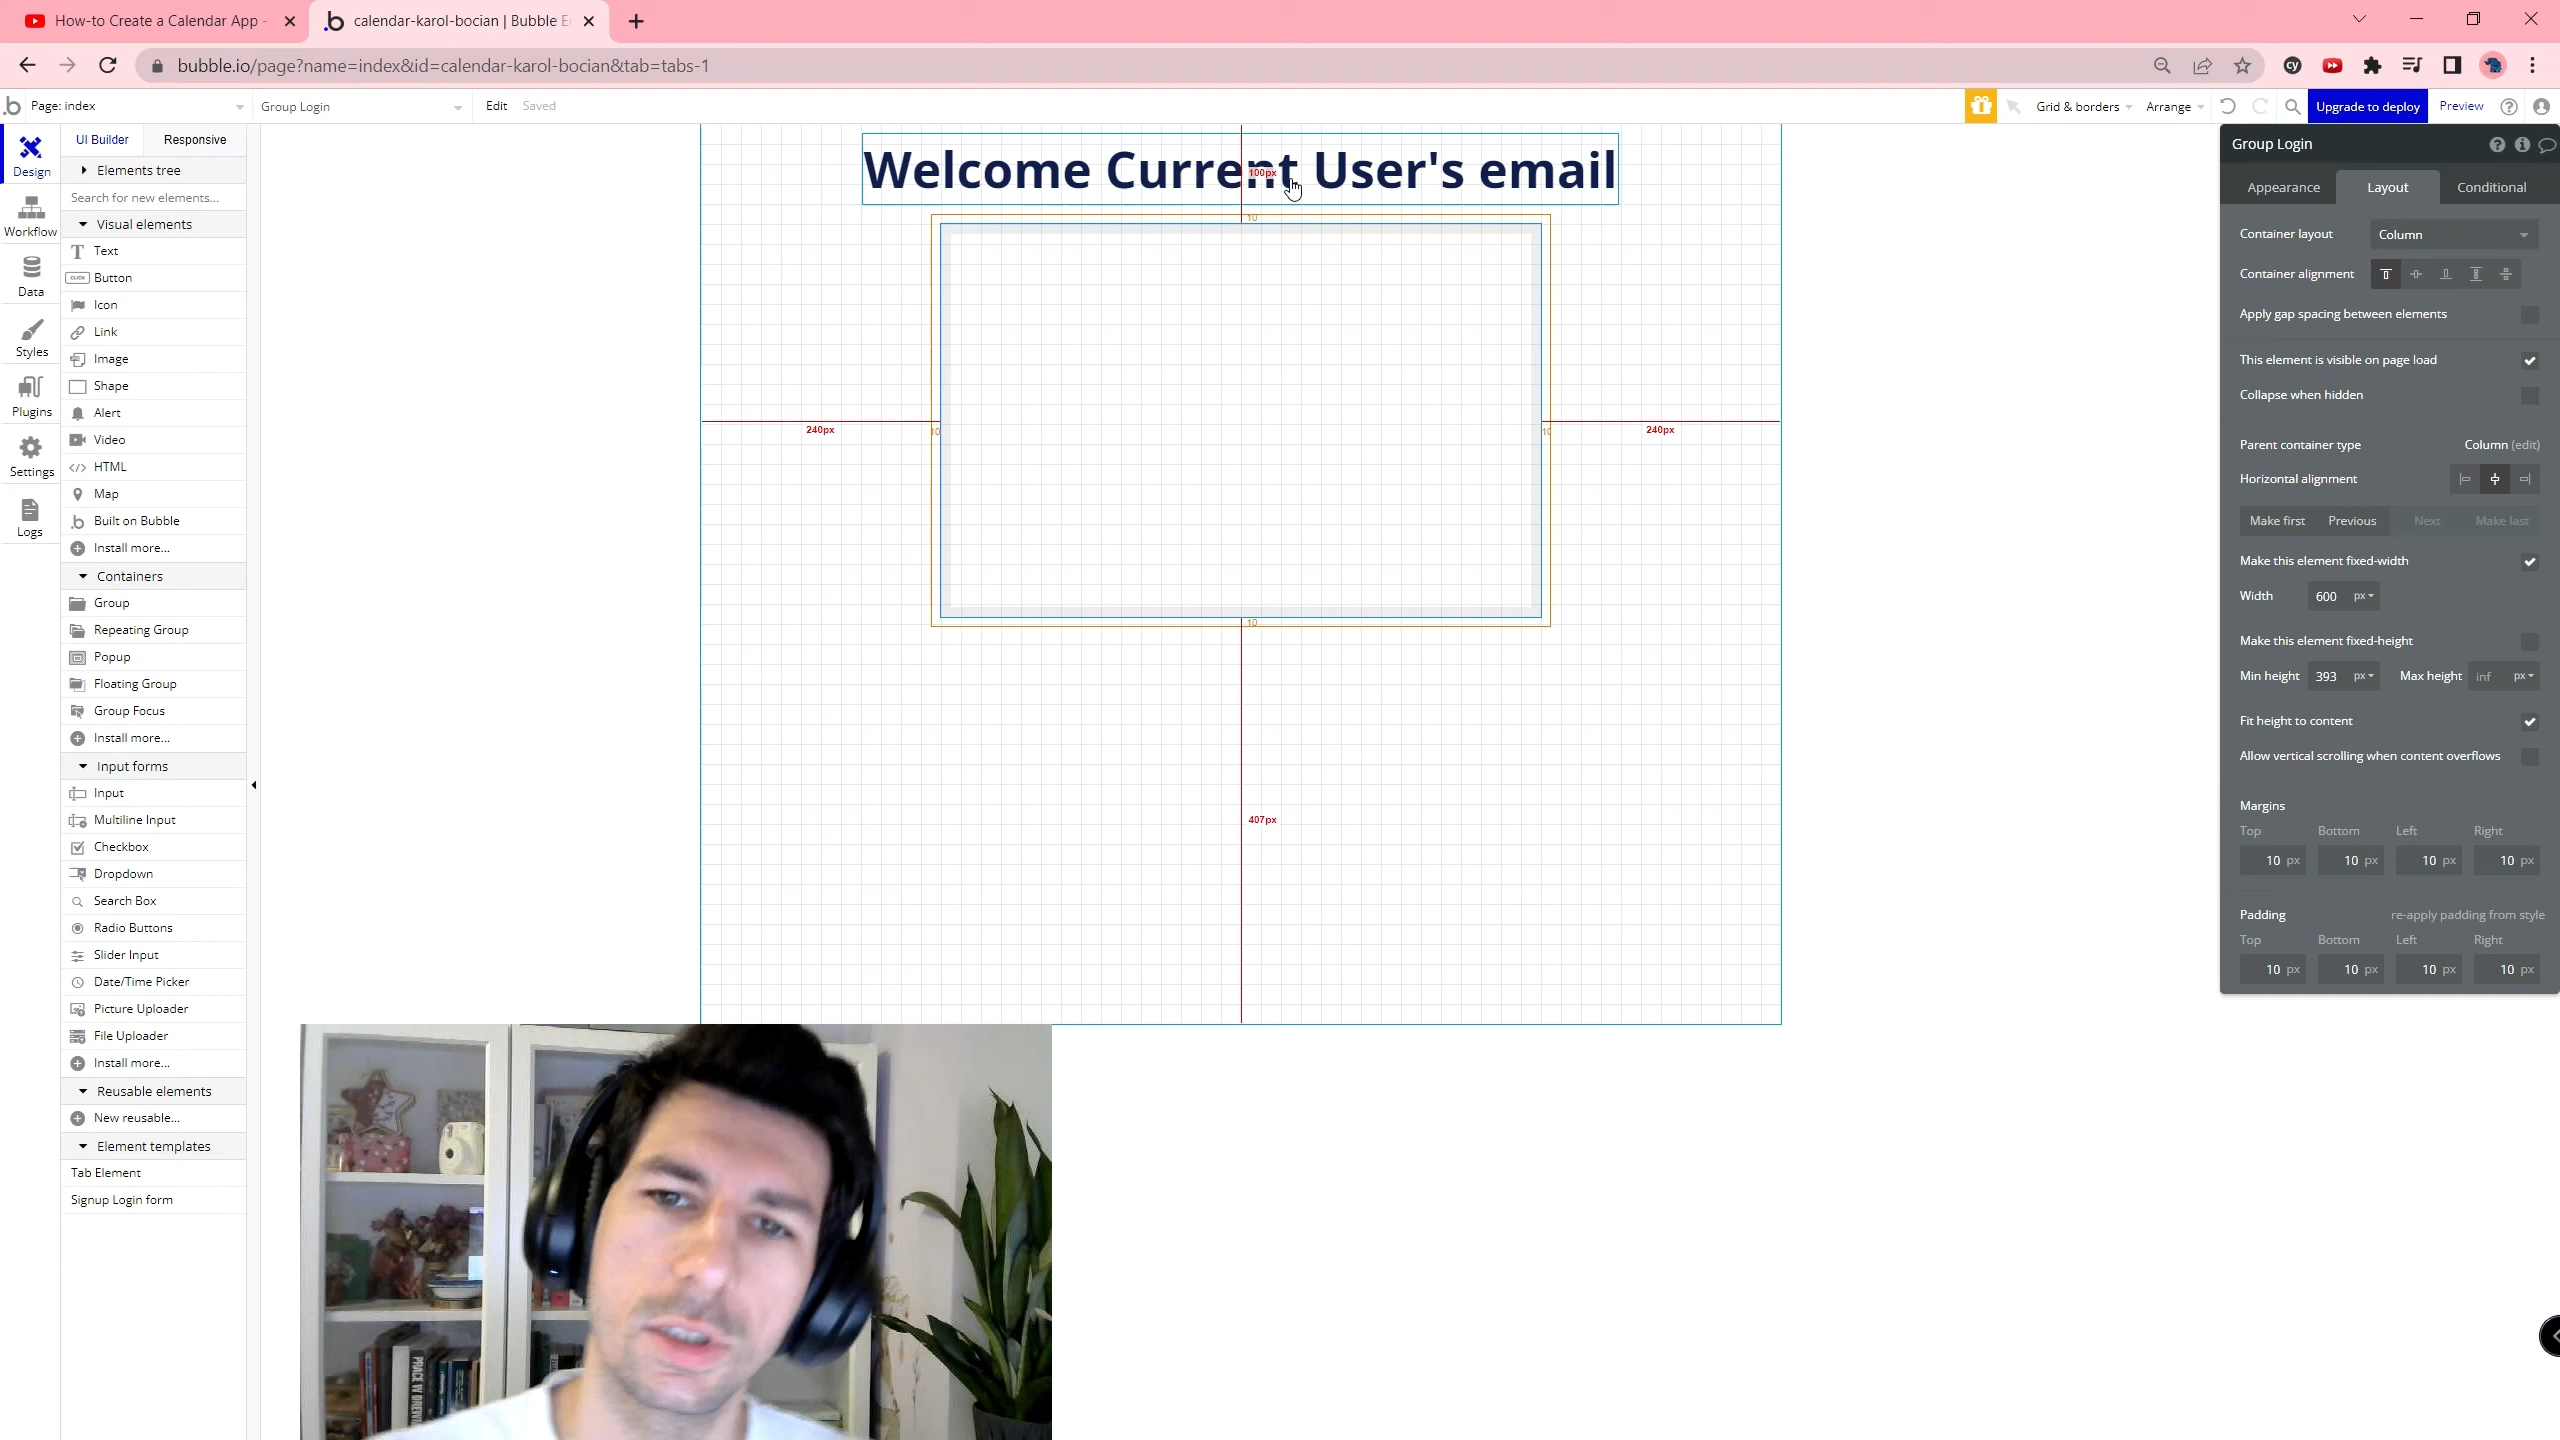 How-to Create a Calendar App -
calendar-karol-bocian | Bubble E
bubble.io/page?name=index&id=calendar-karol-bocian&tab=tabs-1
Page: index
Group Login
Edit
Saved
Grid & borders
Arrange
Upgrade to deploy
Preview
Design
Workflow
Data
Styles
Plugins
Settings
Logs
UI Builder
Responsive
Elements tree
Search for new elements...
Visual elements
Text
CLICK
Button
Icon
Link
Image
Shape
Alert
Video
HTML
Map
Built on Bubble
Install more...
Containers
Group
Repeating Group
Popup
Floating Group
Group Focus
Install more...
Input forms
Input
Multiline Input
Checkbox
Dropdown
Search Box
Radio Buttons
Slider Input
Date/Time Picker
Picture Uploader
File Uploader
Install more...
Reusable elements
New reusable...
Element templates
Tab Element
Signup Login form
Welcome Current User's email
100px
10
240px
10
10
240px
10
407px
Group Login
Appearance
Layout
Conditional
Container layout
Column
Container alignment
Apply gap spacing between elements
This element is visible on page load
Collapse when hidden
Parent container type
Column (edit)
Horizontal alignment
Make first
Previous
Next
Make last
Make this element fixed-width
Width
600 px
Make this element fixed-height
Min height
393 px
Max height
inf px
Fit height to content
Allow vertical scrolling when content overflows
Margins
Top
Bottom
Left
Right
10 px
10 px
10 px
10 px
Padding
re-apply padding from style
Top
Bottom
Left
Right
10 px
10 px
10 px
10 px